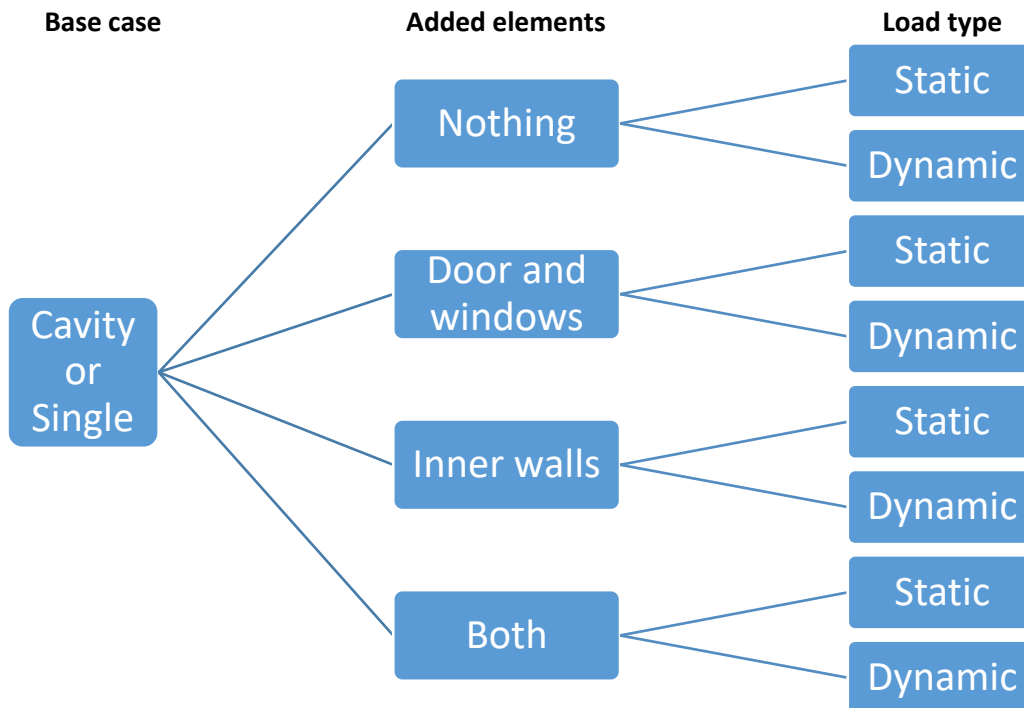 Base case
Added elements
Load type
Cavity
or
Single
Nothing
Static
Dynamic
Door and
windows
Static
Dynamic
Inner walls
Static
Dynamic
Both
Static
Dynamic